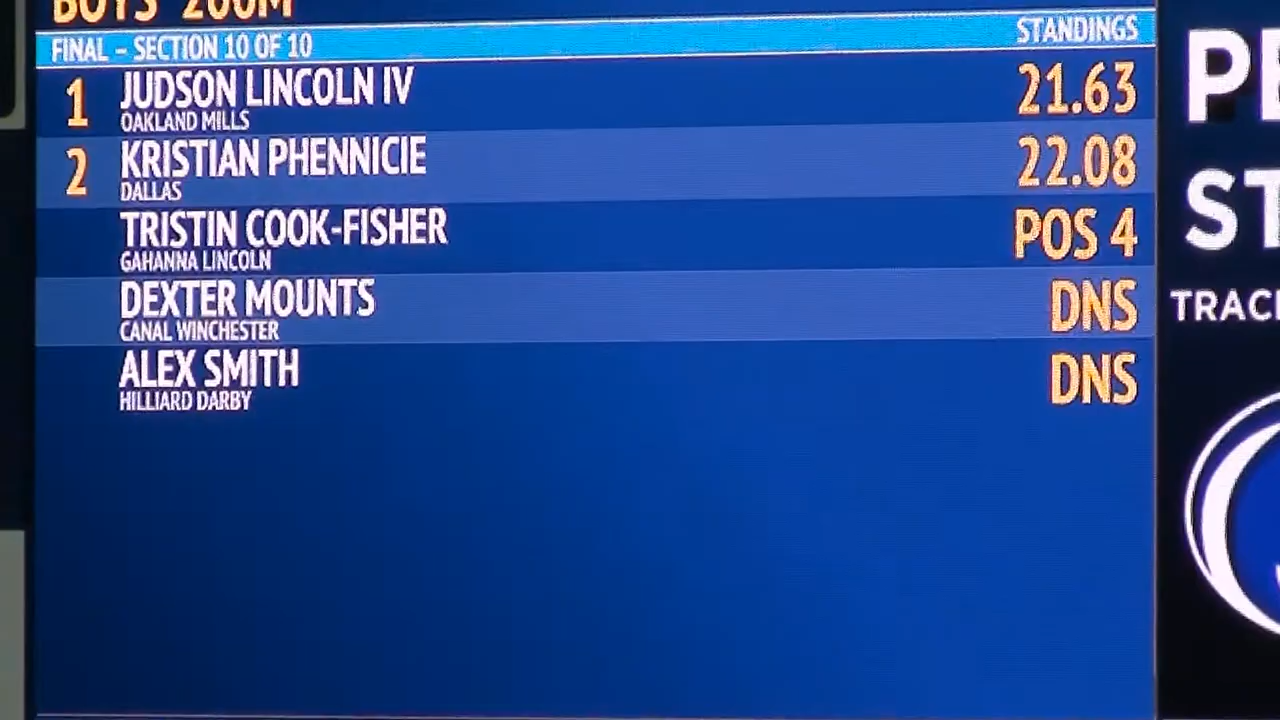 BOYS 200M
FINAL – SECTION 10 OF 10
STANDINGS
1 JUDSON LINCOLN IV 21.63
OAKLAND MILLS
2 KRISTIAN PHENNICIE 22.08
DALLAS
TRISTIN COOK-FISHER POS 4
GAHANNA LINCOLN
DEXTER MOUNTS DNS
CANAL WINCHESTER
ALEX SMITH DNS
HILLIARD DARBY